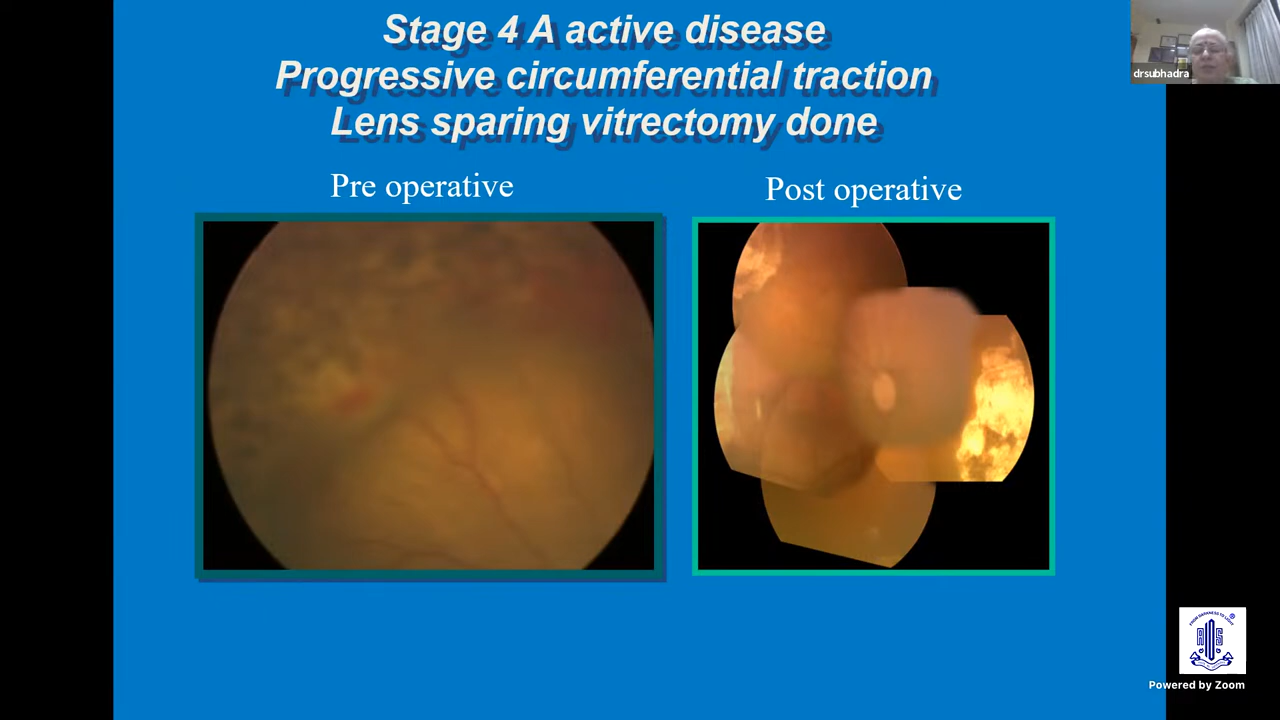 Stage 4 A active disease
Progressive circumferential traction
Lens sparing vitrectomy done
Pre operative
Post operative
drsubhadra
Powered by Zoom